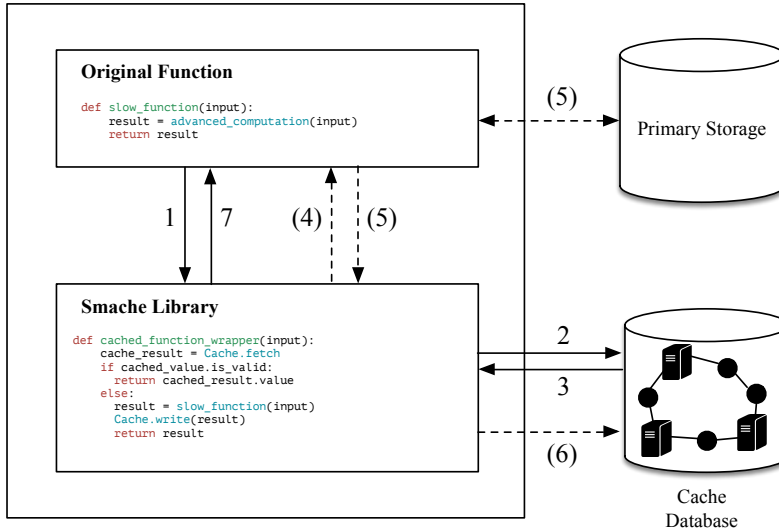 Original Function
def slow_function(input):
result = advanced_computation(input)
return result
(5)
Primary Storage
1
7
(4)
(5)
Smache Library
def cached_function_wrapper(input):
cache_result = Cache.fetch
if cached_value.is_valid:
return cached_result.value
else:
result = slow_function(input)
Cache.write(result)
return result
2
3
(6)
Cache
Database